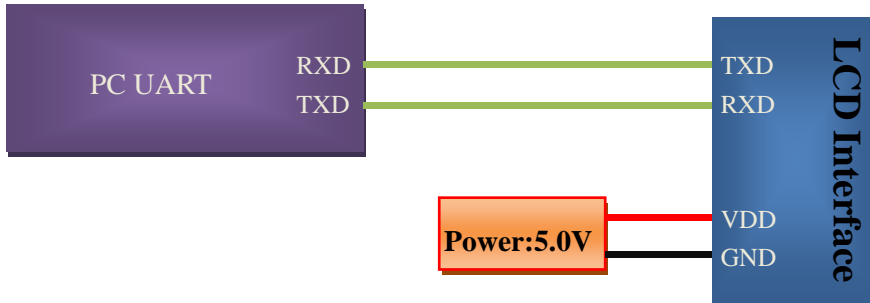 PC UART
RXD
TXD
TXD
RXD
VDD
GND
LCD Interface
Power:5.0V